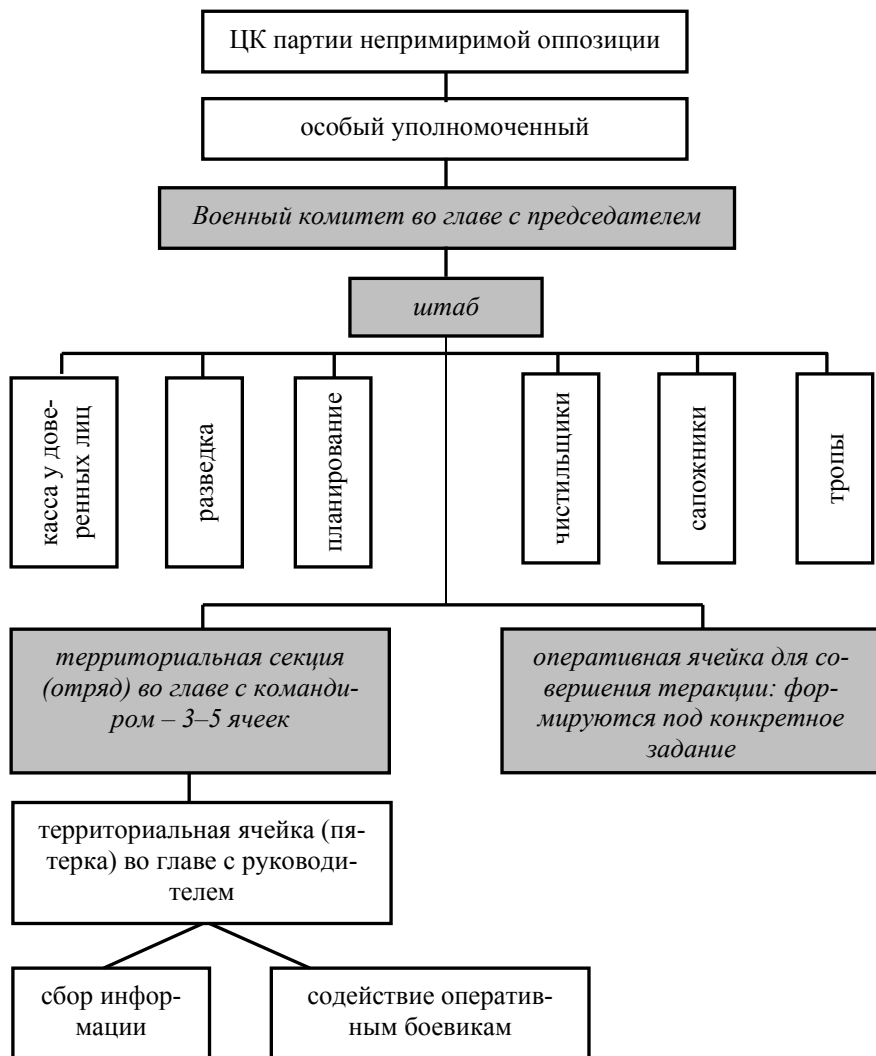 ЦК партии непримиримой оппозиции
особый уполномоченный
Военный комитет во главе с председателем
штаб
касса у дове-
ренных лиц
разведка
планирование
чистильщики
сапожники
тропы
территориальная секция
(отряд) во главе с команди-
ром – 3–5 ячеек
оперативная ячейка для со-
вершения теракции: фор-
мируются под конкретное
задание
территориальная ячейка (пя-
терка) во главе с руководи-
телем
сбор инфор-
мации
содействие оператив-
ным боевикам